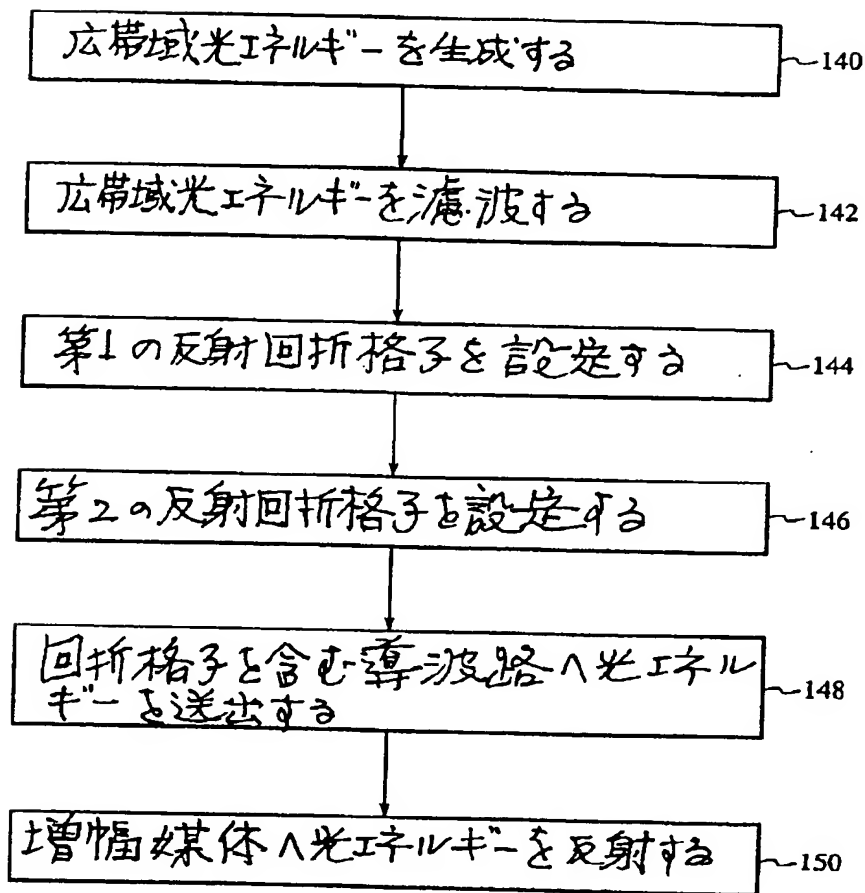 広帯域光エネルギーを生成する
140
広帯域光エネルギーを濾波する
142
第1の反射回折格子を設定する
144
第2の反射回折格子を設定する
146
回折格子を含む導波路へ光エネル
ギーを送出する
148
増幅媒体へ光エネルギーを反射する
150